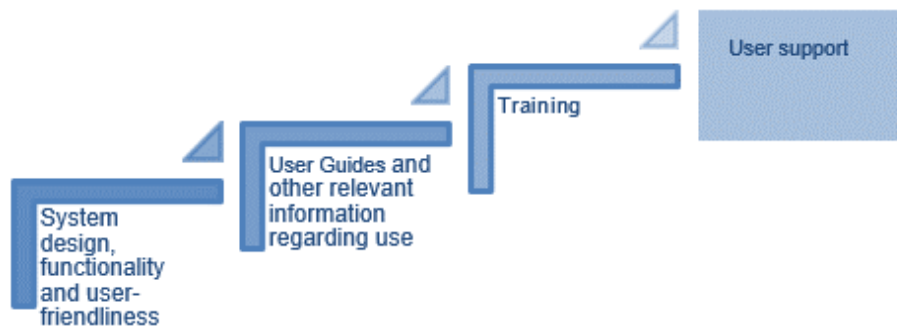 System
design,
functionality
and user-
friendliness
User Guides and
other relevant
information
regarding use
Training
User support